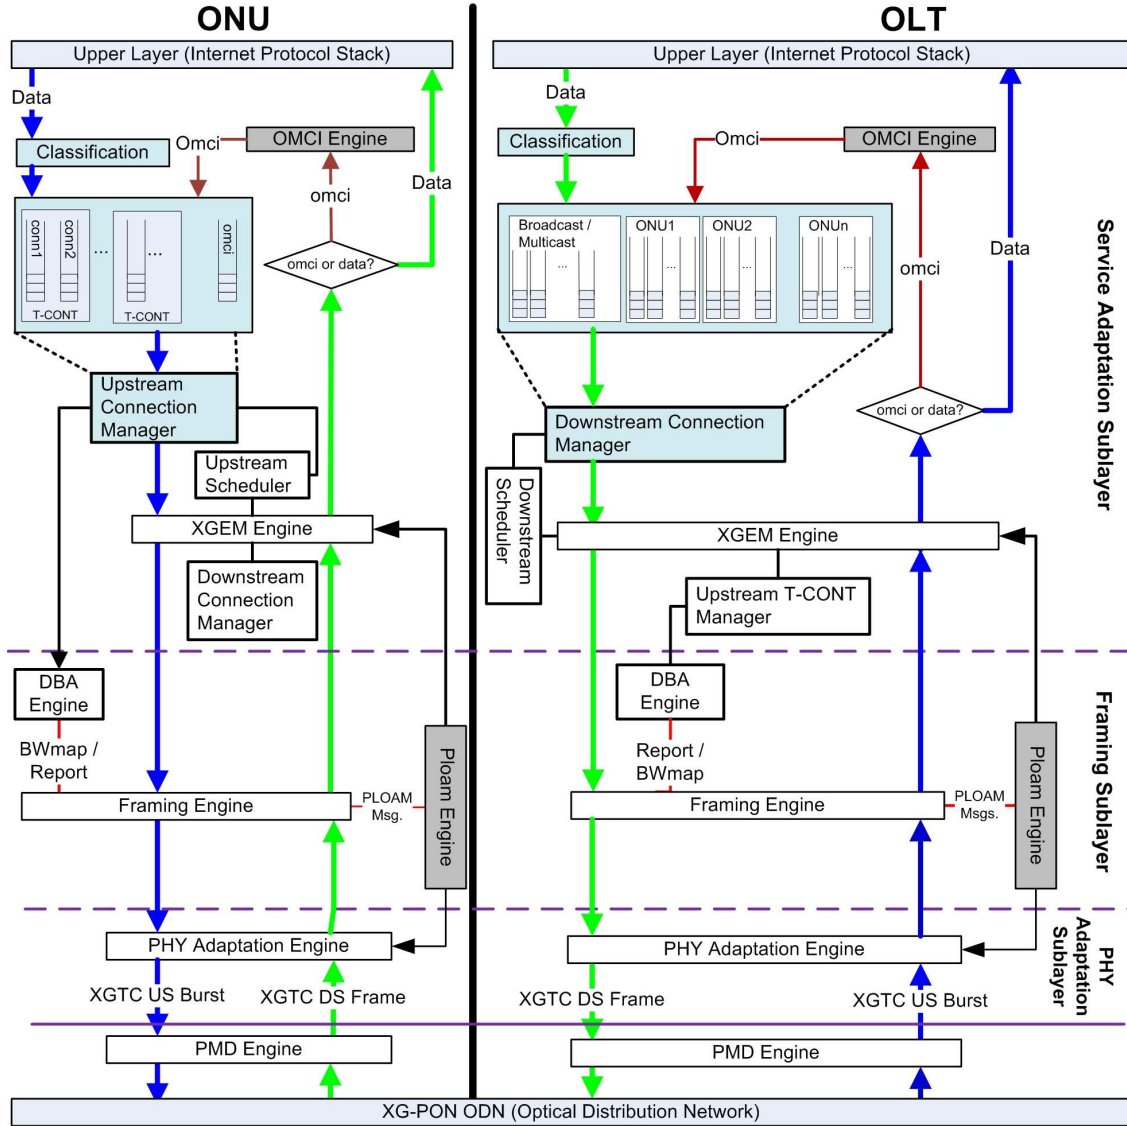 ONU
Upper Layer (Internet Protocol Stack)
Data
Classification
Omci
OMCI Engine
omci
Data
conn1
conn2
...
...
omci
T-CONT
T-CONT
omci or data?
Upstream
Connection
Manager
Upstream
Scheduler
XGEM Engine
Downstream
Connection
Manager
DBA
Engine
BWmap /
Report
Framing Engine
PLOAM
Msg.
Ploam Engine
PHY Adaptation Engine
XGTC US Burst
XGTC DS Frame
PMD Engine
OLT
Upper Layer (Internet Protocol Stack)
Data
Classification
Omci
OMCI Engine
omci
Data
Broadcast /
Multicast
...
ONU1
...
ONU2
...
ONUn
...
omci or data?
Downstream Connection
Manager
Downstream
Scheduler
XGEM Engine
Upstream T-CONT
Manager
DBA
Engine
Report /
BWmap
Framing Engine
PLOAM
Msgs.
Ploam Engine
PHY Adaptation Engine
XGTC DS Frame
XGTC US Burst
PMD Engine
Service Adaptation Sublayer
Framing Sublayer
PHY
Adaptation
Sublayer
XG-PON ODN (Optical Distribution Network)